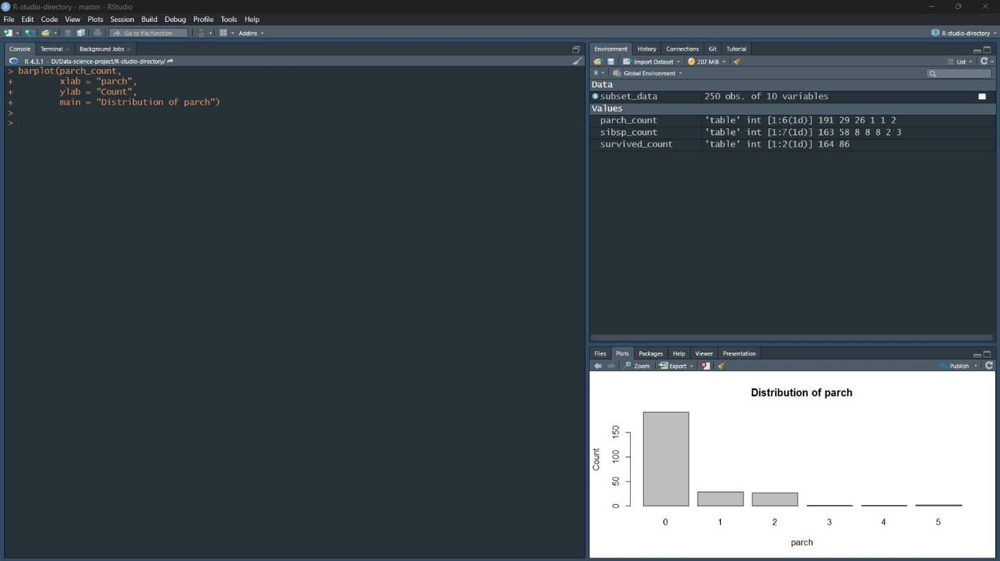 R-studio-directory - master - RStudio
File Edit Code View Plots Session Build Debug Profile Tools Help
Go to file/function Addins R-studio-directory
Console Terminal Background Jobs
R 4.3.1 · D:/Data-science-project/R-studio-directory/
> barplot(parch_count,
+ xlab = "parch",
+ ylab = "Count",
+ main = "Distribution of parch")
>
>
Environment History Connections Git Tutorial
Import Dataset 207 MiB List
R Global Environment
Data
subset_data 250 obs. of 10 variables
Values
parch_count 'table' int [1:6(1d)] 191 29 26 1 1 2
sibsp_count 'table' int [1:7(1d)] 163 58 8 8 8 2 3
survived_count 'table' int [1:2(1d)] 164 86
Files Plots Packages Help Viewer Presentation
Zoom Export Publish
Distribution of parch
Count
150
100
50
0
0 1 2 3 4 5
parch